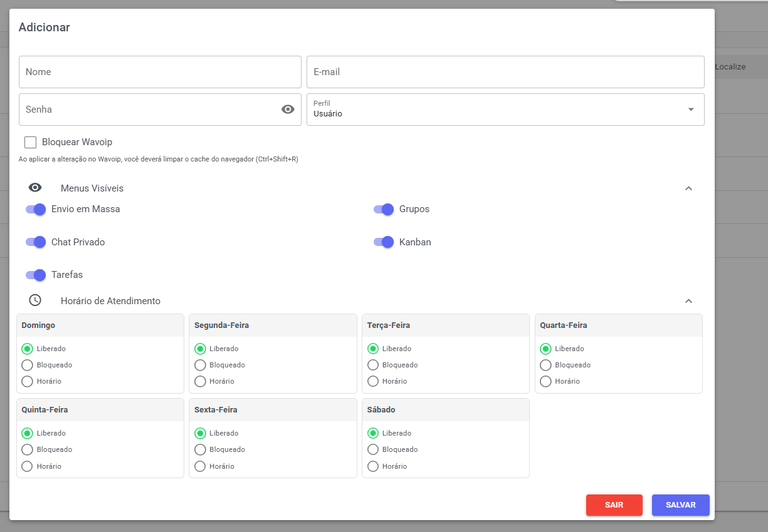 Adicionar
Localize
Nome E-mail
Senha Perfil
Usuário
Bloquear Wavoip
Ao aplicar a alteração no Wavoip, você deverá limpar o cache do navegador (Ctrl+Shift+R)
Menus Visíveis
Envio em Massa Grupos
Chat Privado Kanban
Tarefas
Horário de Atendimento
Domingo Segunda-Feira Terça-Feira Quarta-Feira
Liberado Liberado Liberado Liberado
Bloqueado Bloqueado Bloqueado Bloqueado
Horário Horário Horário Horário
Quinta-Feira Sexta-Feira Sábado
Liberado Liberado Liberado
Bloqueado Bloqueado Bloqueado
Horário Horário Horário
SAIR SALVAR